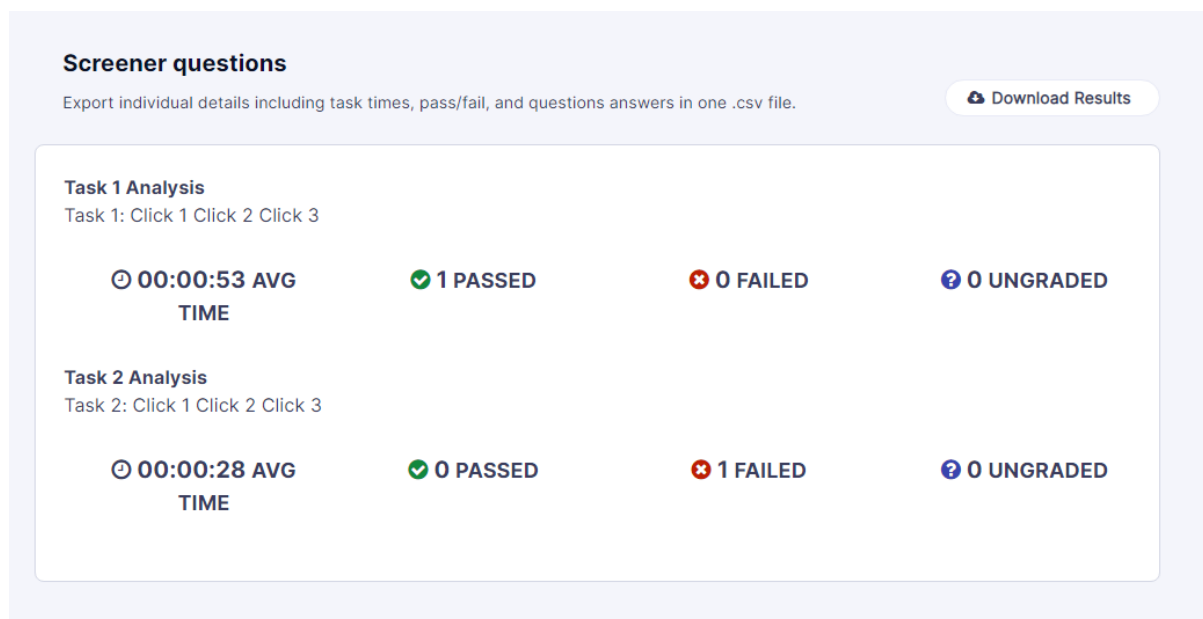 Screener questions
Export individual details including task times, pass/fail, and questions answers in one .csv file.
Download Results
Task 1 Analysis
Task 1: Click 1 Click 2 Click 3
00:00:53 AVG
TIME
1 PASSED
0 FAILED
0 UNGRADED
Task 2 Analysis
Task 2: Click 1 Click 2 Click 3
00:00:28 AVG
TIME
0 PASSED
1 FAILED
0 UNGRADED